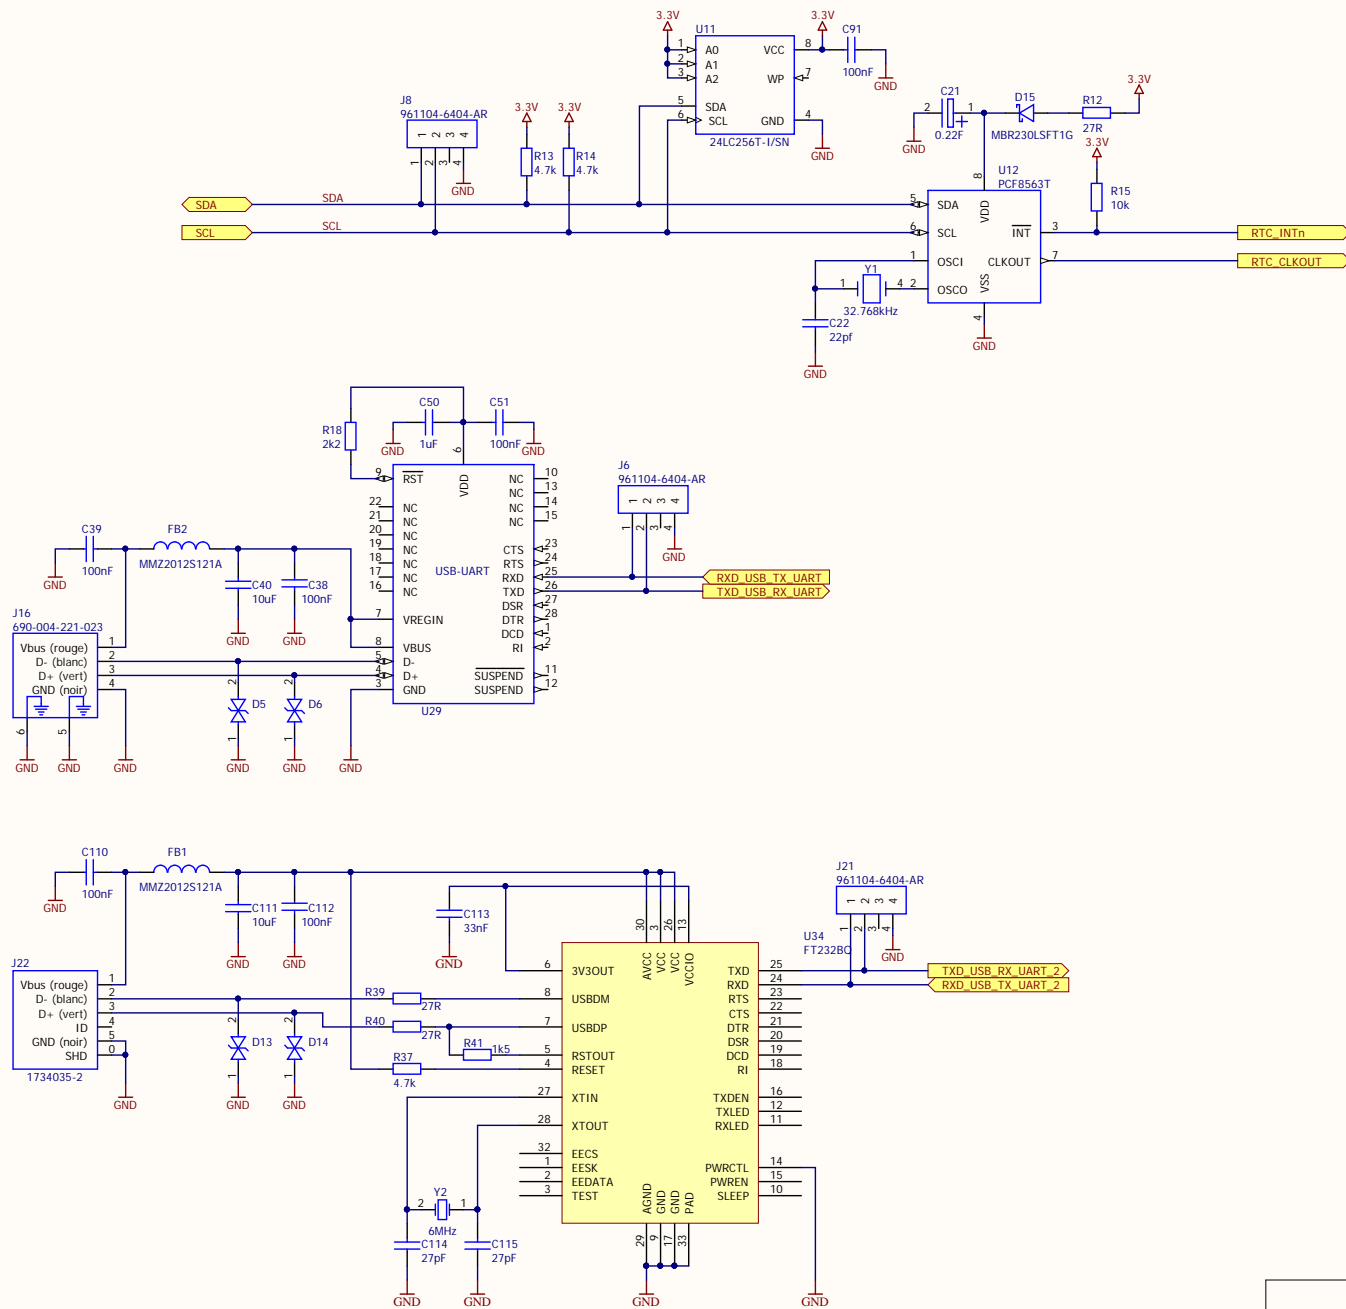 3.3V
3.3V
U11
C91
1
A0
VCC
8
2
A1
3
A2
WP
7
100nF
GND
5
SDA
6
SCL
GND
4
24LC256T-I/SN
GND
J8
961104-6404-AR
1 2 3 4
1 2 3 4
GND
3.3V
3.3V
R13
4.7k
R14
4.7k
3.3V
C21
D15
R12
2
1
0.22F
MBR230LSFT1G
27R
GND
3.3V
U12
PCF8563T
8
R15
10k
SDA
SDA
5
SDA
VDD
SCL
SCL
6
SCL
INT
3
RTC_INTn
1
OSCI
CLKOUT
7
RTC_CLKOUT
Y1
1
4
2
OSCO
VSS
32.768kHz
C22
22pf
4
GND
GND
C50
C51
R18
2k2
GND
1uF
100nF
GND
6
9
RST
VDD
NC
10
NC
13
22
NC
NC
14
21
NC
NC
15
20
NC
19
NC
CTS
23
18
NC
RTS
24
17
NC
USB-UART
RXD
25
16
NC
TXD
26
DSR
27
7
VREGIN
DTR
28
DCD
1
8
VBUS
RI
2
5
D-
4
D+
SUSPEND
11
3
GND
SUSPEND
12
U29
J6
961104-6404-AR
1 2 3 4
1 2 3 4
GND
RXD_USB_TX_UART
TXD_USB_RX_UART
C39
FB2
100nF
MMZ2012S121A
GND
C40
10uF
C38
100nF
GND
GND
J16
690-004-221-023
Vbus (rouge)
1
D- (blanc)
2
D+ (vert)
3
GND (noir)
4
6
5
2
D5
1
2
D6
1
GND
GND
GND
GND
GND
GND
C110
FB1
100nF
MMZ2012S121A
GND
C111
10uF
C112
100nF
GND
GND
C113
33nF
GND
J21
961104-6404-AR
1 2 3 4
1 2 3 4
GND
U34
FT232BQ
30
3
26
13
AVCC
VCC
VCC
VCCIO
6
3V3OUT
TXD
25
TXD_USB_RX_UART_2
RXD
24
RXD_USB_TX_UART_2
8
USBDM
RTS
23
CTS
22
7
USBDP
DTR
21
DSR
20
5
RSTOUT
DCD
19
4
RESET
RI
18
27
XTIN
TXDEN
16
TXLED
12
28
XTOUT
RXLED
11
32
EECS
1
EESK
PWRCTL
14
2
EEDATA
PWREN
15
3
TEST
SLEEP
10
AGND
GND
GND
PAD
29
9
17
33
GND
GND
J22
Vbus (rouge)
1
D- (blanc)
2
D+ (vert)
3
ID
4
GND (noir)
5
SHD
0
1734035-2
GND
2
D13
1
2
D14
1
GND
GND
R39
27R
R40
27R
R41
1k5
R37
4.7k
Y2
2
1
6MHz
C114
27pF
C115
27pF
GND
GND